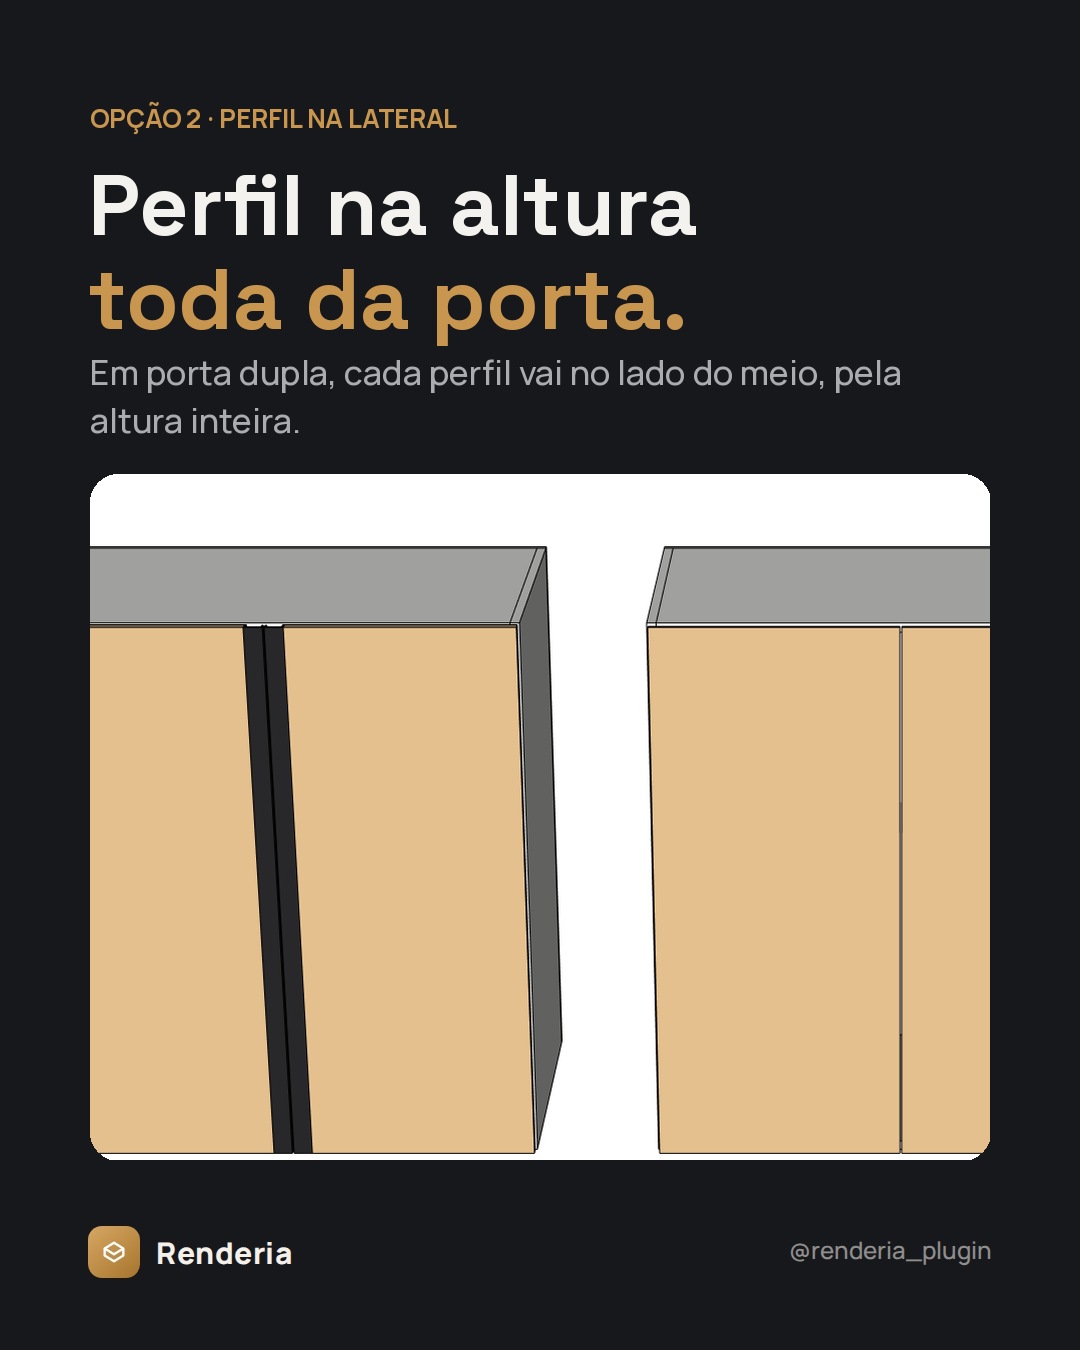 OPÇÃO 2 · PERFIL NA LATERAL
Perfil na altura
toda da porta.
Em porta dupla, cada perfil vai no lado do meio, pela
altura inteira.
Renderia
@renderia_plugin